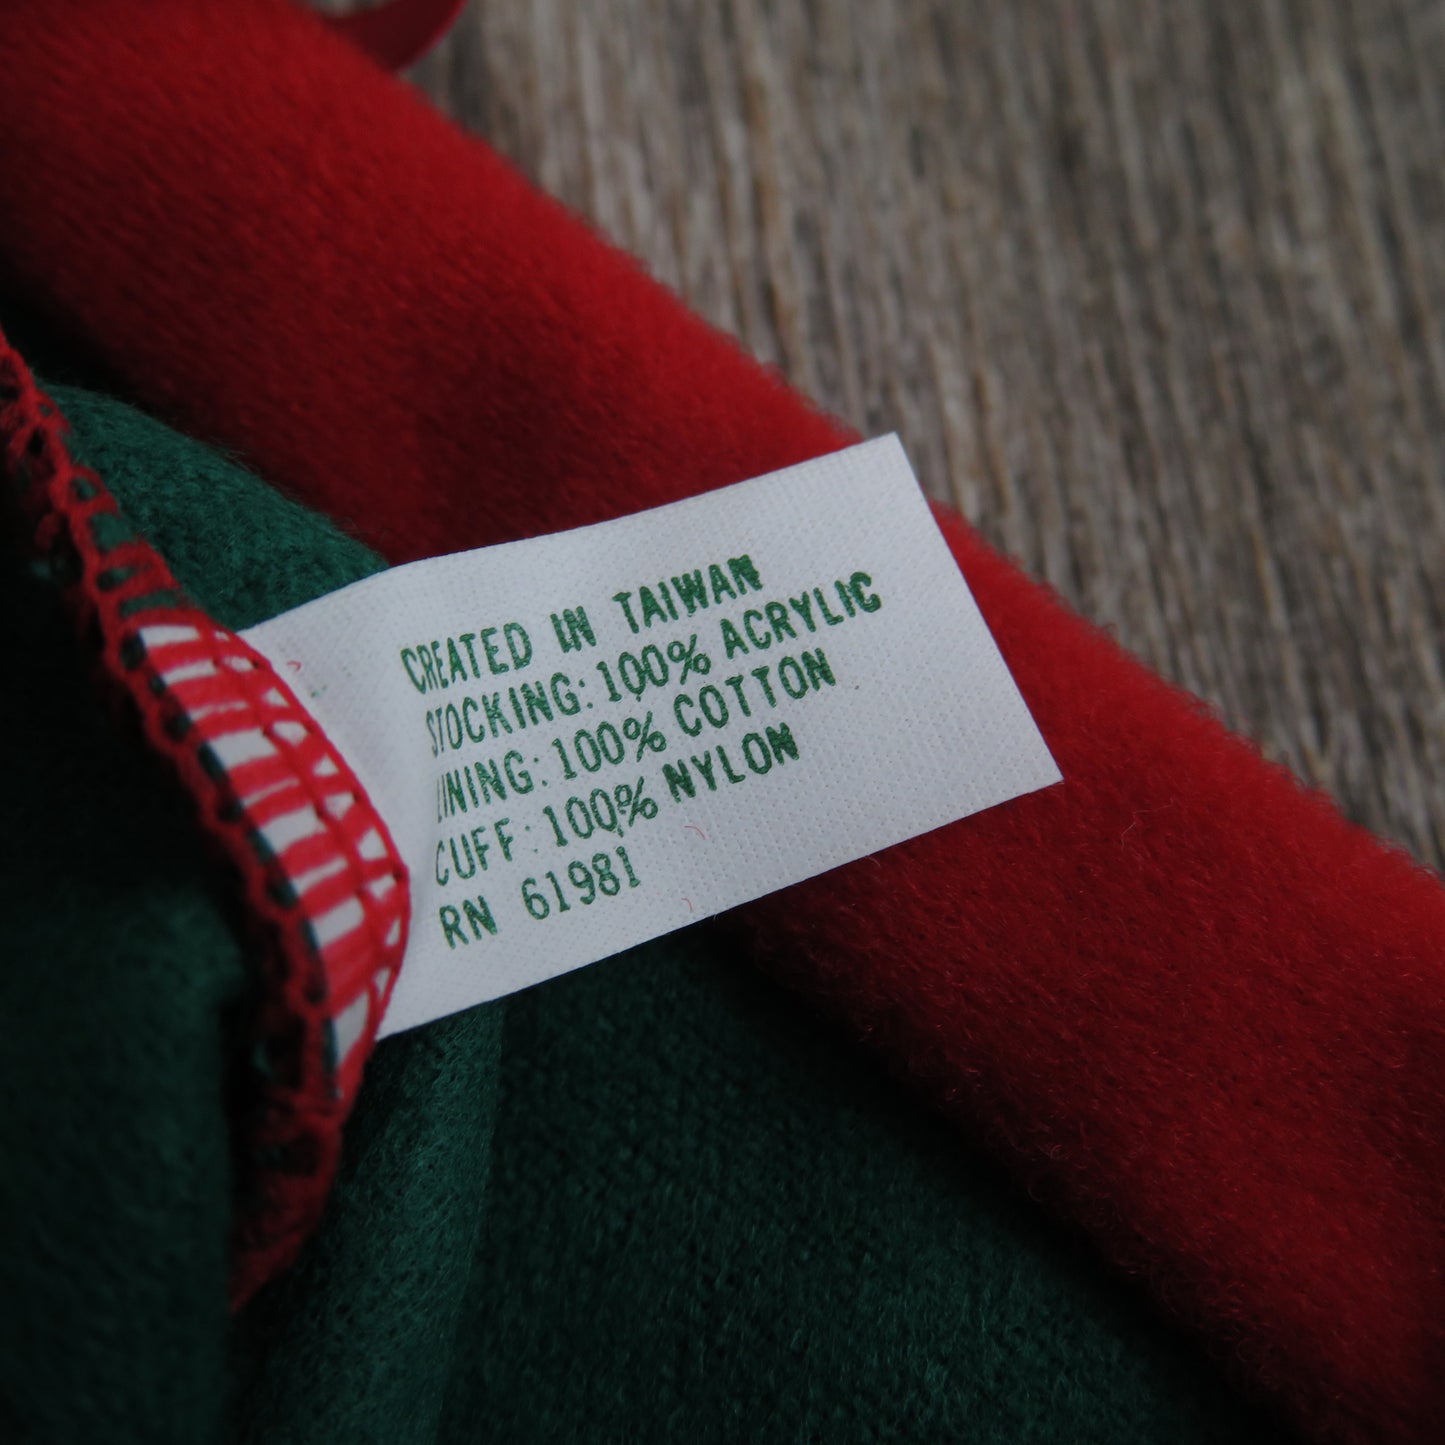 CREATED IN TAIWAN
STOCKING: 100% ACRYLIC
LINING: 100% COTTON
CUFF: 100% NYLON
RN 61981